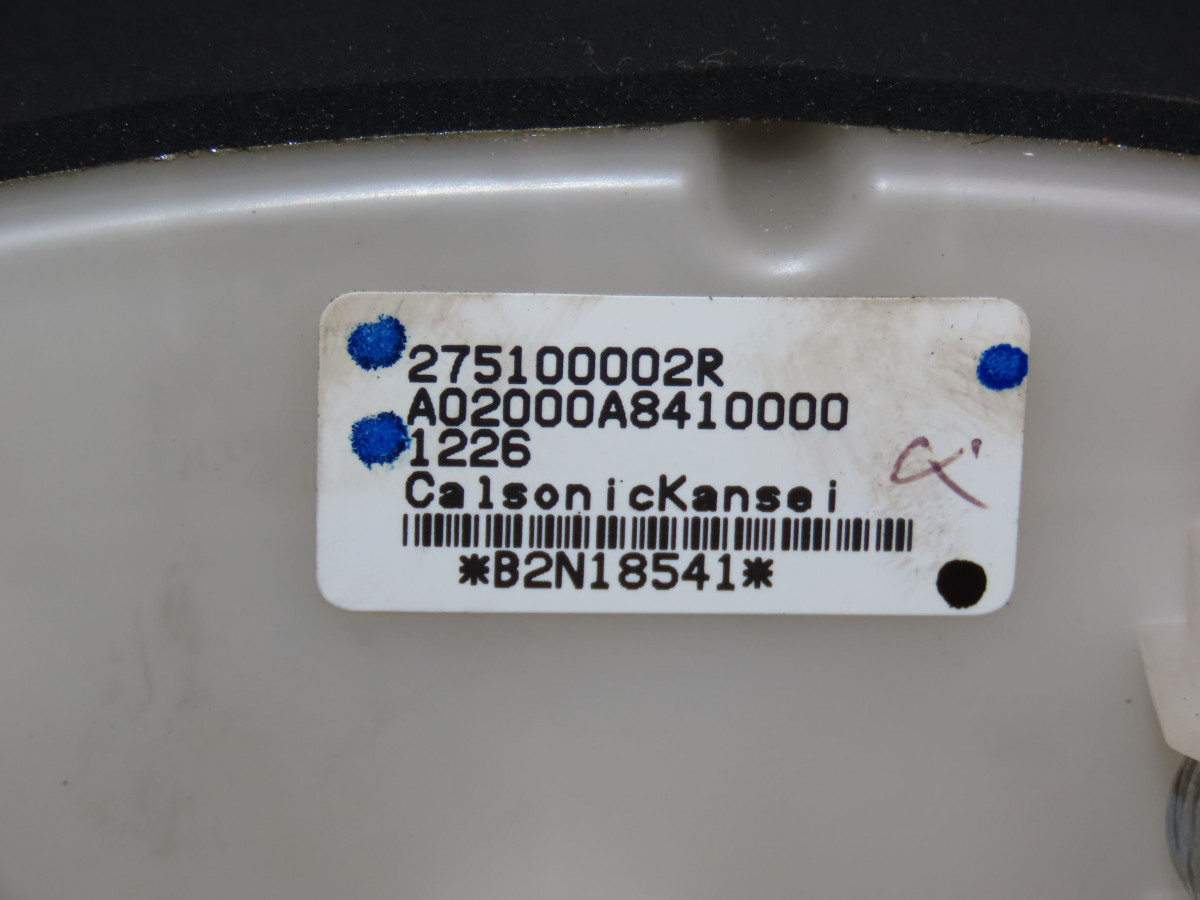 275100002R
A02000A8410000
1226
CalsonicKansei
*B2N18541*